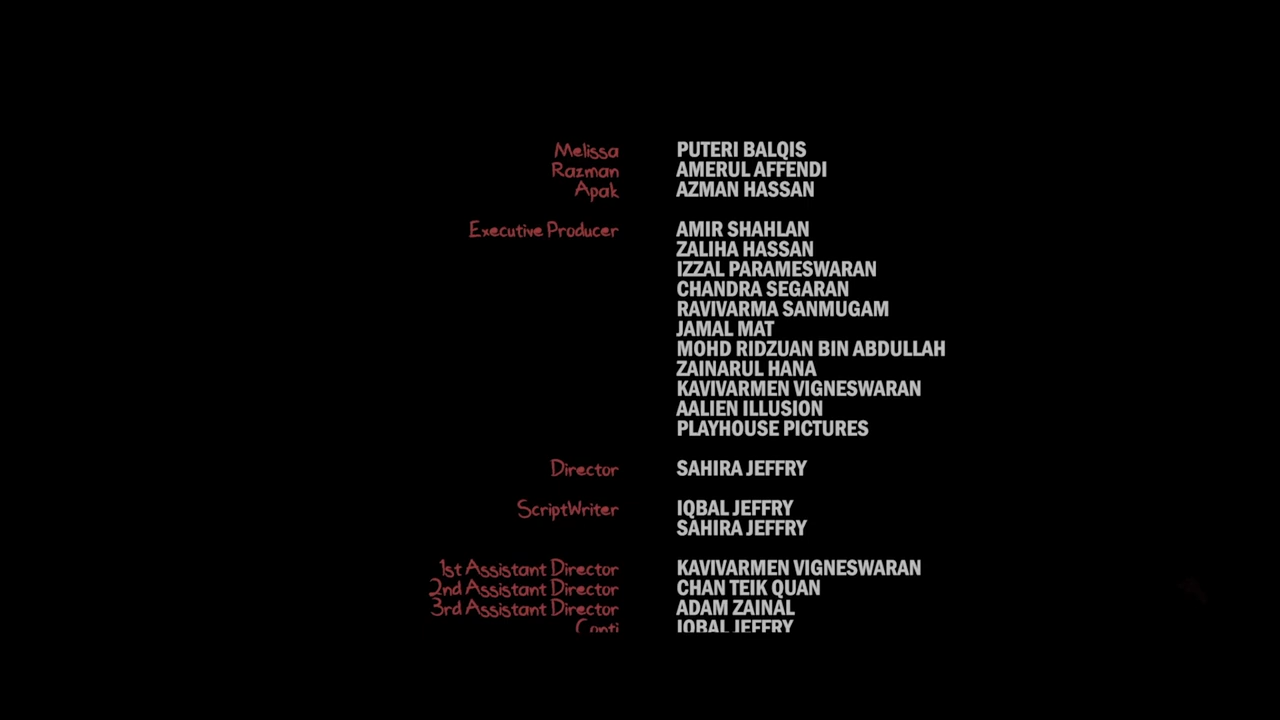 Melissa PUTERI BALQIS
Razman AMERUL AFFENDI
Apak AZMAN HASSAN
Executive Producer AMIR SHAHLAN
ZALIHA HASSAN
IZZAL PARAMESWARAN
CHANDRA SEGARAN
RAVIVARMA SANMUGAM
JAMAL MAT
MOHD RIDZUAN BIN ABDULLAH
ZAINARUL HANA
KAVIVARMEN VIGNESWARAN
AALIEN ILLUSION
PLAYHOUSE PICTURES
Director SAHIRA JEFFRY
ScriptWriter IQBAL JEFFRY
SAHIRA JEFFRY
1st Assistant Director KAVIVARMEN VIGNESWARAN
2nd Assistant Director CHAN TEIK QUAN
3rd Assistant Director ADAM ZAINAL
Conti IQBAL JEFFRY